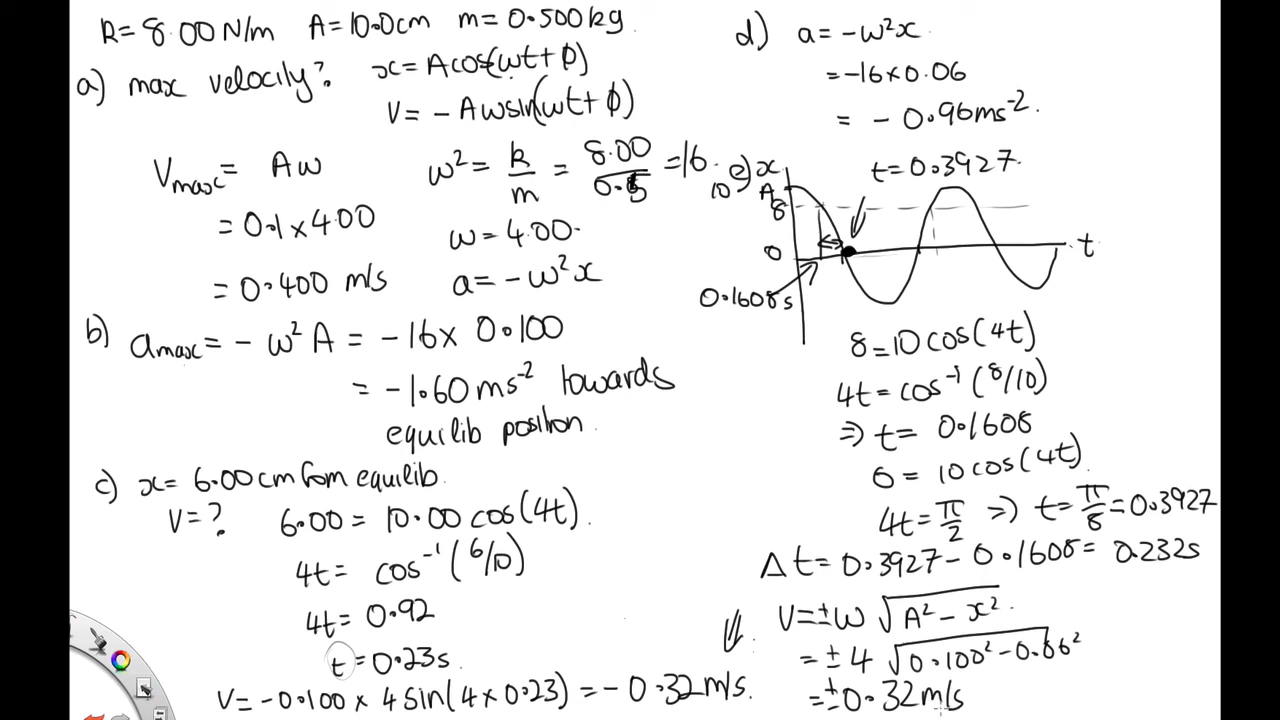 k = 8.00 N/m A = 10.0cm m = 0.500kg
a) max velocity? x = Acos(ωt + ϕ)
V = - Aωsin(ωt + ϕ)
Vmax = Aω
= 0.1 x 4.00
= 0.400 m/s
ω² = k/m = 8.00/0.5 = 16.
ω = 4.00.
a = - ω²x
b) amax = - ω² A = - 16 x 0.100
= - 1.60 ms⁻² towards
equilib position.
c) x = 6.00 cm from equilib.
V = ? 6.00 = 10.00 cos(4t).
4t = cos⁻¹ (6/10)
4t = 0.92
t = 0.23s.
V = - 0.100 x 4 sin(4 x 0.23) = - 0.32 m/s.
d) a = - ω²x
= - 16 x 0.06
= - 0.96 ms⁻².
e) x
t = 0.3927.
10 A
8
0
t
0.1608 s
8 = 10 cos(4t)
4t = cos⁻¹ (8/10)
⇒ t = 0.1608
0 = 10 cos(4t).
4t = π/2 ⇒ t = π/8 = 0.3927
Δt = 0.3927 - 0.1608 = 0.232s
V = ± ω √(A² - x²).
= ± 4 √(0.100² - 0.06²)
= ± 0.32 m/s